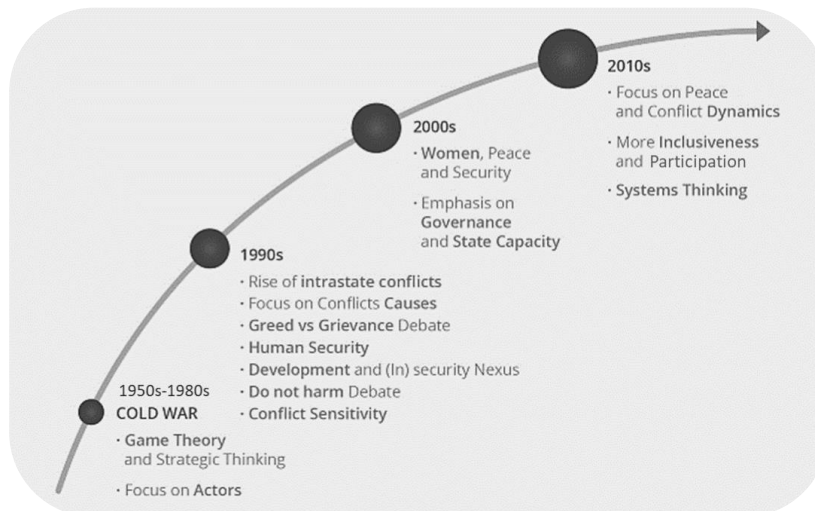 2010s
· Focus on Peace
and Conflict Dynamics
· More Inclusiveness
and Participation
· Systems Thinking
2000s
· Women, Peace
and Security
· Emphasis on
Governance
and State Capacity
1990s
· Rise of intrastate conflicts
· Focus on Conflicts Causes
· Greed vs Grievance Debate
· Human Security
· Development and (In) security Nexus
· Do not harm Debate
· Conflict Sensitivity
1950s-1980s
COLD WAR
· Game Theory
and Strategic Thinking
· Focus on Actors